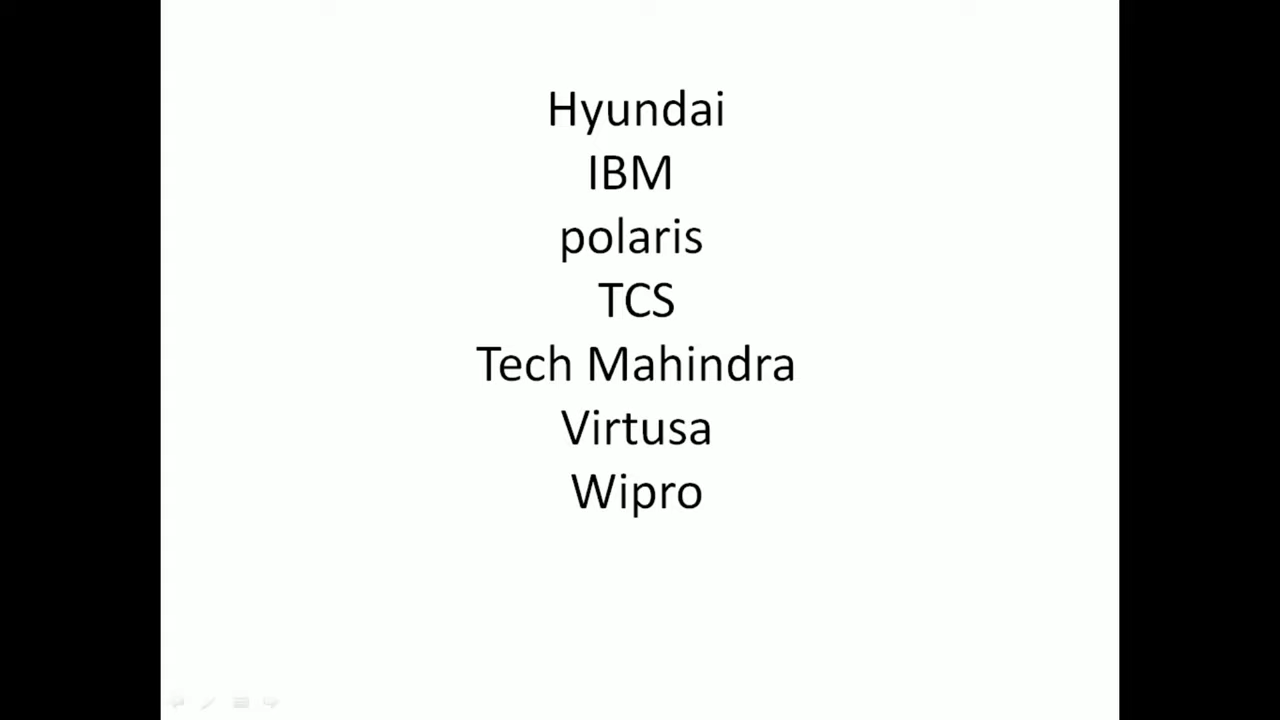 Hyundai
IBM
polaris
TCS
Tech Mahindra
Virtusa
Wipro